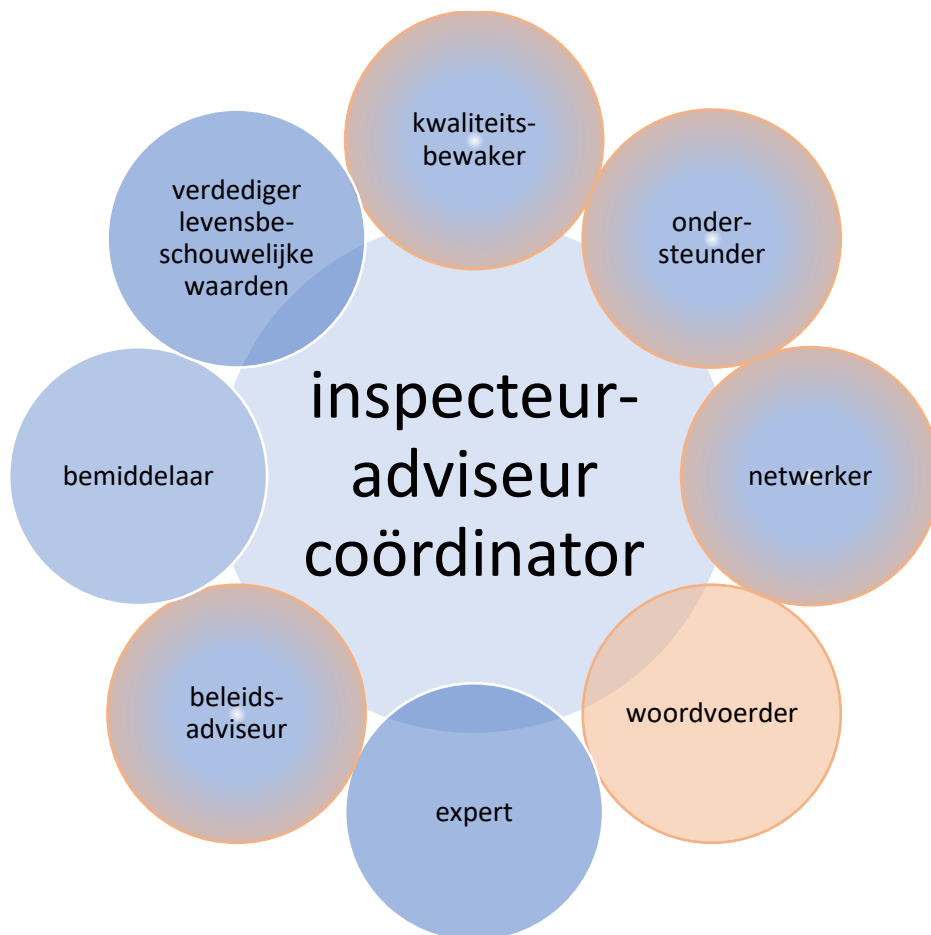 kwaliteits-
bewaker
onder-
steunder
netwerker
woordvoerder
expert
beleids-
adviseur
bemiddelaar
verdediger
levensbe-
schouwelijke
waarden
inspecteur-
adviseur
coördinator